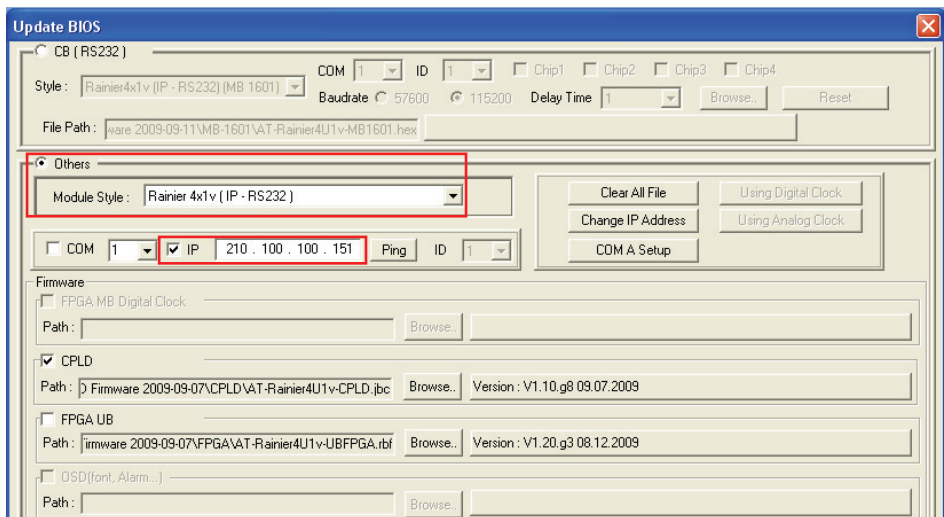 Update BIOS
CB ( RS232 )
Style : Rainier4x1v (IP - RS232) (MB 1601) COM 1 ID 1 Chip1 Chip2 Chip3 Chip4
Baudrate 57600 115200 Delay Time 1 Browse.. Reset
File Path : ware 2009-09-11\MB-1601\AT-Rainier4U1v-MB1601.hex
Others
Module Style : Rainier 4x1v ( IP - RS232 ) Clear All File Using Digital Clock
Change IP Address Using Analog Clock
COM 1 IP 210 . 100 . 100 . 151 Ping ID 1 COM A Setup
Firmware
FPGA MB Digital Clock
Path : Browse..
CPLD
Path : Firmware 2009-09-07\CPLD\AT-Rainier4U1v-CPLD.jbc Browse.. Version : V1.10.g8 09.07.2009
FPGA UB
Path : irmware 2009-09-07\FPGA\AT-Rainier4U1v-UBFPGA.rbf Browse.. Version : V1.20.g3 08.12.2009
OSD(font, Alarm...)
Path : Browse..